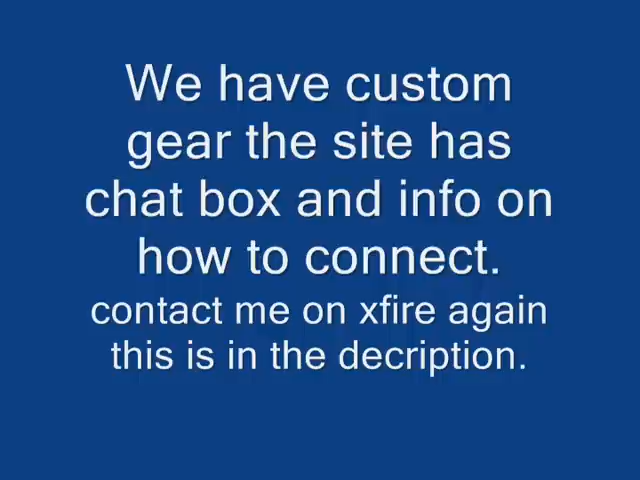 We have custom
gear the site has
chat box and info on
how to connect.
contact me on xfire again
this is in the decription.